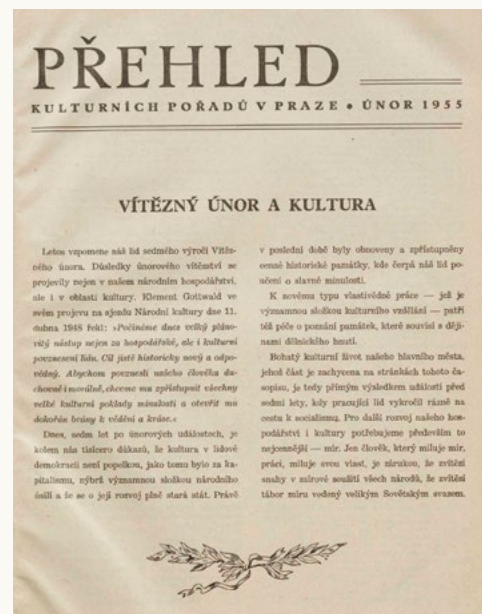 PŘEHLED
KULTURNÍCH POŘADŮ V PRAZE • ÚNOR 1955
VÍTĚZNÝ ÚNOR A KULTURA
Letos vzpomene náš lid sedmého výročí Vítěz-
ného února. Důsledky únorového vítězství se
projevily nejen v našem národním hospodářství,
ale i v oblasti kultury. Klement Gottwald ve
svém projevu na sjezdu Národní kultury dne 11.
dubna 1948 řekl: »Počínáme dnes velký pláno-
vitý nástup nejen za hospodářské, ale i kulturní
povznesení lidu. Cíl jistě historicky nový a odpo-
vědný. Abychom povznesli našeho člověka du-
chovně i morálně, chceme mu zpřístupnit všechny
velké kulturní poklady minulosti a otevřít mu
dokořán brány k vědění a kráse.«
Dnes, sedm let po únorových událostech, je
kolem nás tisícero důkazů, že kultura v lidové
demokracii není popelkou, jako tomu bylo za ka-
pitalismu, nýbrž významnou složkou národního
úsilí a že se o její rozvoj plně stará stát. Právě
v poslední době byly obnoveny a zpřístupněny
cenné historické památky, kde čerpá náš lid po-
učení o slavné minulosti.
K novému typu vlastivědné práce — jež je
významnou složkou kulturního vzdělání — patří
též péče o poznání památek, které souvisí s ději-
nami dělnického hnutí.
Bohatý kulturní život našeho hlavního města,
jehož část je zachycena na stránkách tohoto ča-
sopisu, je tedy přímým výsledkem událostí před
sedmi lety, kdy pracující lid vykročil rázně na
cestu k socialismu. Pro další rozvoj našeho hos-
podářství i kultury potřebujeme především to
nejcennější — mír. Jen člověk, který miluje mír,
práci, miluje svou vlast, je zárukou, že zvítězí
snahy v mírové soužití všech národů, že zvítězí
tábor míru vedený velikým Sovětským svazem.